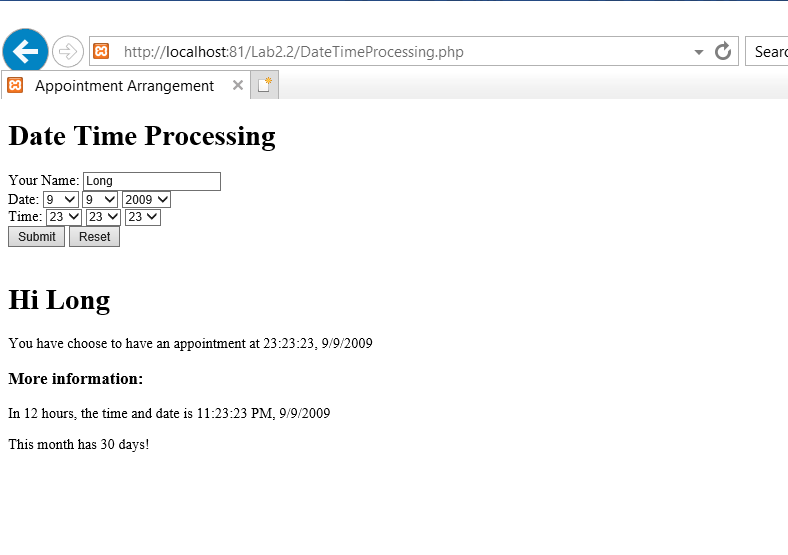 http://localhost:81/Lab2.2/DateTimeProcessing.php
Searc
Appointment Arrangement
Date Time Processing
Your Name: Long
Date: 9 9 2009
Time: 23 23 23
Submit Reset
Hi Long
You have choose to have an appointment at 23:23:23, 9/9/2009
More information:
In 12 hours, the time and date is 11:23:23 PM, 9/9/2009
This month has 30 days!